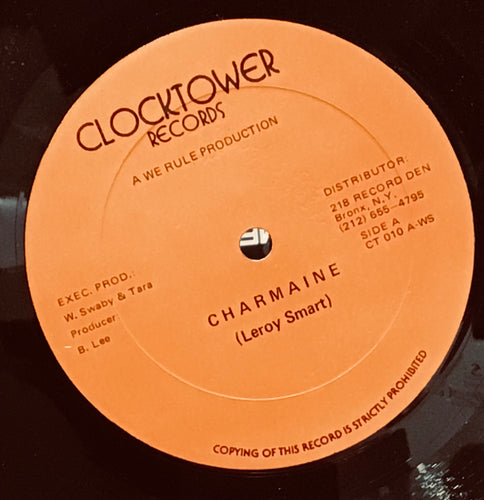 CLOCKTOWER
RECORDS
A WE RULE PRODUCTION
DISTRIBUTOR:
218 RECORD DEN
Bronx, N.Y.
(212) 655-4795
SIDE A
CT 010 A-WS
EXEC. PROD.:
W. Swaby & Tara
Producer:
B. Lee
CHARMAINE
(Leroy Smart)
COPYING OF THIS RECORD IS STRICTLY PROHIBITED